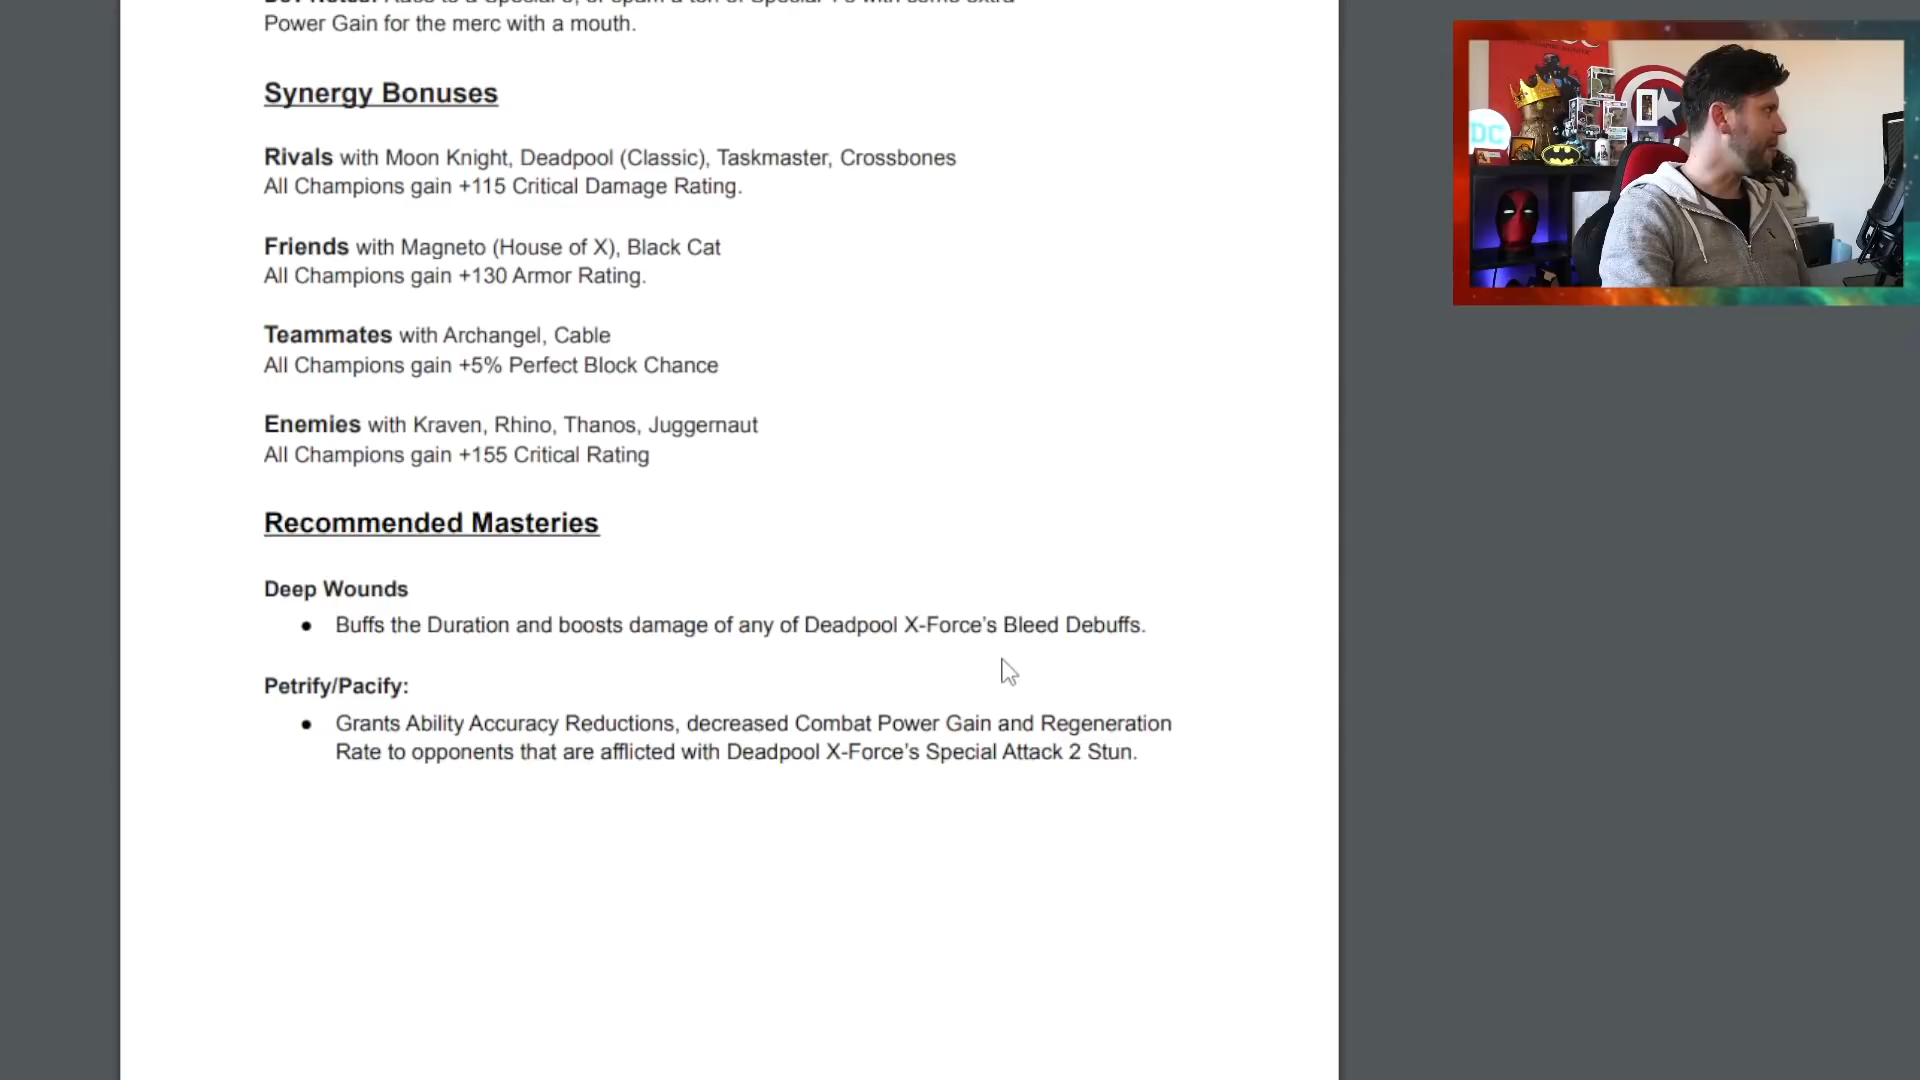 Power Gain for the merc with a mouth.
Synergy Bonuses
Rivals with Moon Knight, Deadpool (Classic), Taskmaster, Crossbones
All Champions gain +115 Critical Damage Rating.
Friends with Magneto (House of X), Black Cat
All Champions gain +130 Armor Rating.
Teammates with Archangel, Cable
All Champions gain +5% Perfect Block Chance
Enemies with Kraven, Rhino, Thanos, Juggernaut
All Champions gain +155 Critical Rating
Recommended Masteries
Deep Wounds
● Buffs the Duration and boosts damage of any of Deadpool X-Force’s Bleed Debuffs.
Petrify/Pacify:
● Grants Ability Accuracy Reductions, decreased Combat Power Gain and Regeneration
Rate to opponents that are afflicted with Deadpool X-Force’s Special Attack 2 Stun.
DC